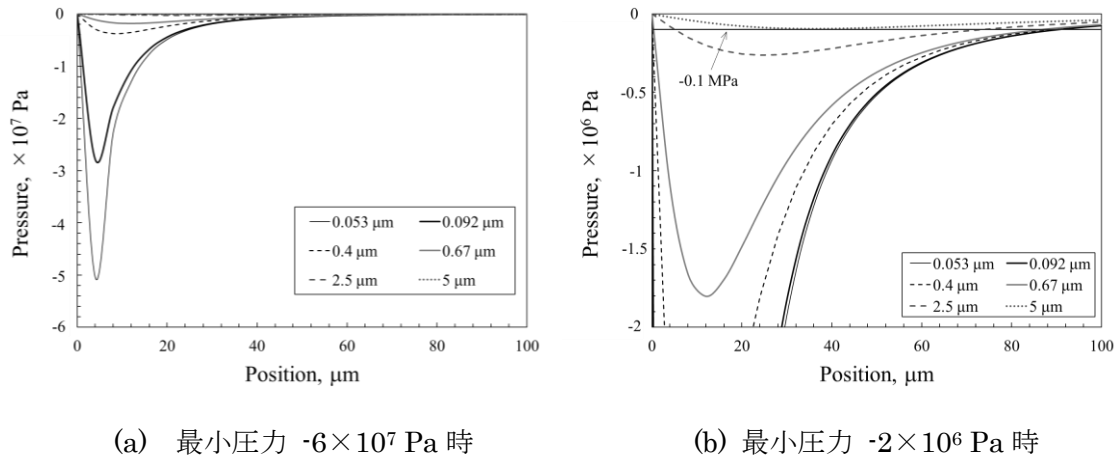 0
-1
-2
-3
-4
-5
-6
Pressure, ×10⁷ Pa
0.053 μm 0.092 μm
0.4 μm 0.67 μm
2.5 μm 5 μm
0 20 40 60 80 100
Position, μm
(a) 最小圧力 -6×10⁷ Pa 時
0
-0.5
-1
-1.5
-2
Pressure, ×10⁶ Pa
-0.1 MPa
0.053 μm 0.092 μm
0.4 μm 0.67 μm
2.5 μm 5 μm
0 20 40 60 80 100
Position, μm
(b) 最小圧力 -2×10⁶ Pa 時